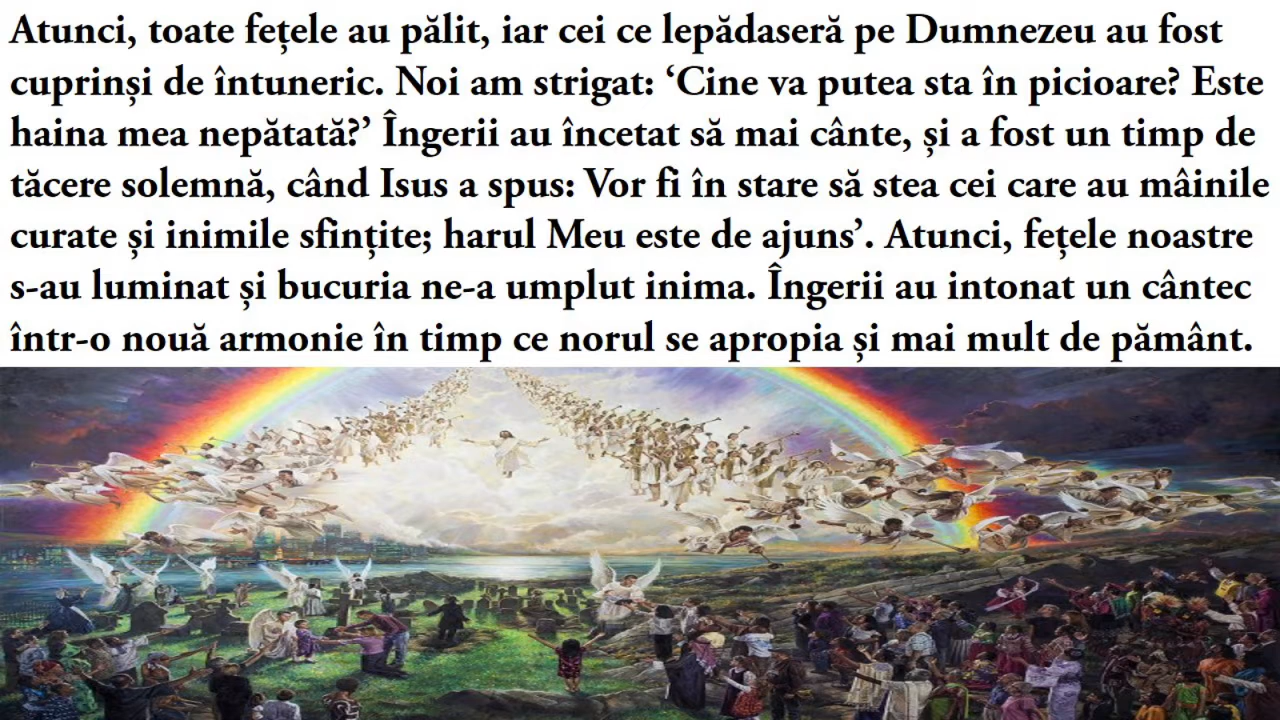 Atunci, toate fețele au pălit, iar cei ce lepădaseră pe Dumnezeu au fost
cuprinși de întuneric. Noi am strigat: ‘Cine va putea sta în picioare? Este
haina mea nepătată?’ Îngerii au încetat să mai cânte, și a fost un timp de
tăcere solemnă, când Isus a spus: Vor fi în stare să stea cei care au mâinile
curate și inimile sfințite; harul Meu este de ajuns’. Atunci, fețele noastre
s-au luminat și bucuria ne-a umplut inima. Îngerii au intonat un cântec
într-o nouă armonie în timp ce norul se apropia și mai mult de pământ.